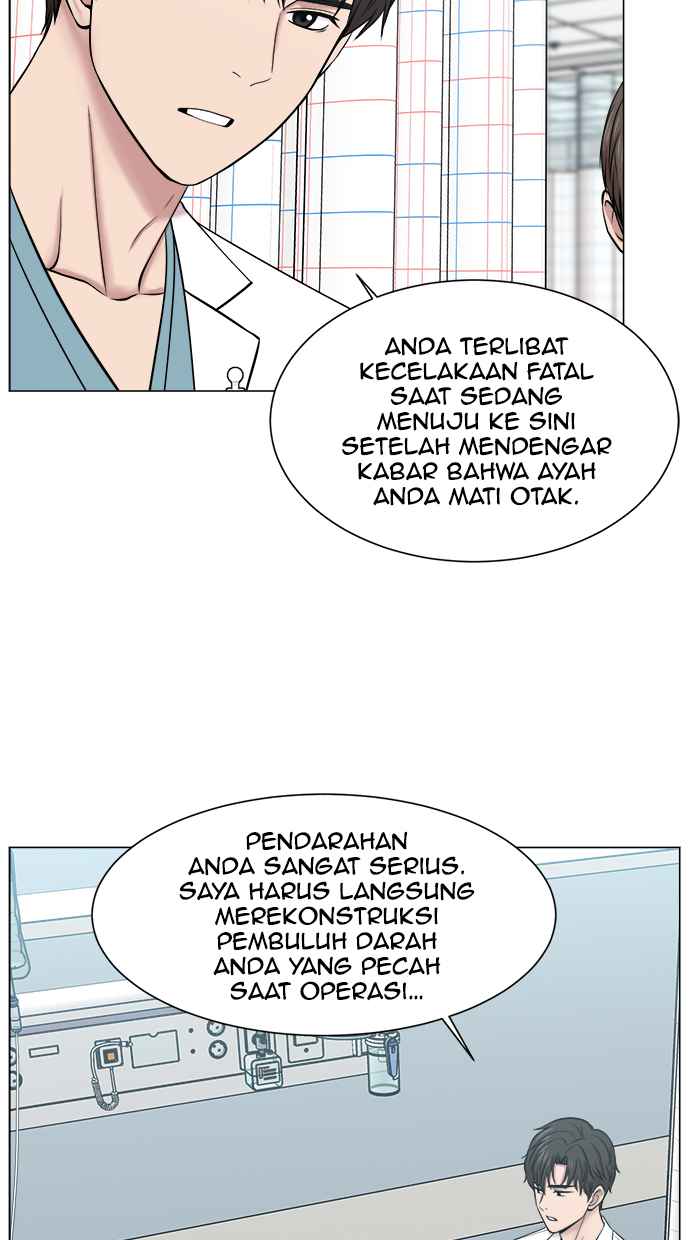 ANDA TERLIBAT
KECELAKAAN FATAL
SAAT SEDANG
MENUJU KE SINI
SETELAH MENDENGAR
KABAR BAHWA AYAH
ANDA MATI OTAK.
PENDARAHAN
ANDA SANGAT SERIUS.
SAYA HARUS LANGSUNG
MEREKONSTRUKSI
PEMBULUH DARAH
ANDA YANG PECAH
SAAT OPERASI...